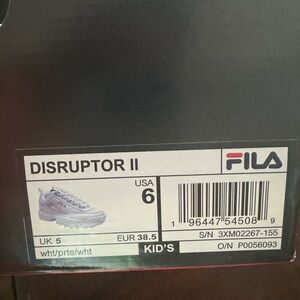 DISRUPTOR II
FILA
USA
6
1 96447 54508 9
UK 5
EUR 38.5
S/N 3XM02267-155
wht/prte/wht
KID'S
O/N P0056093